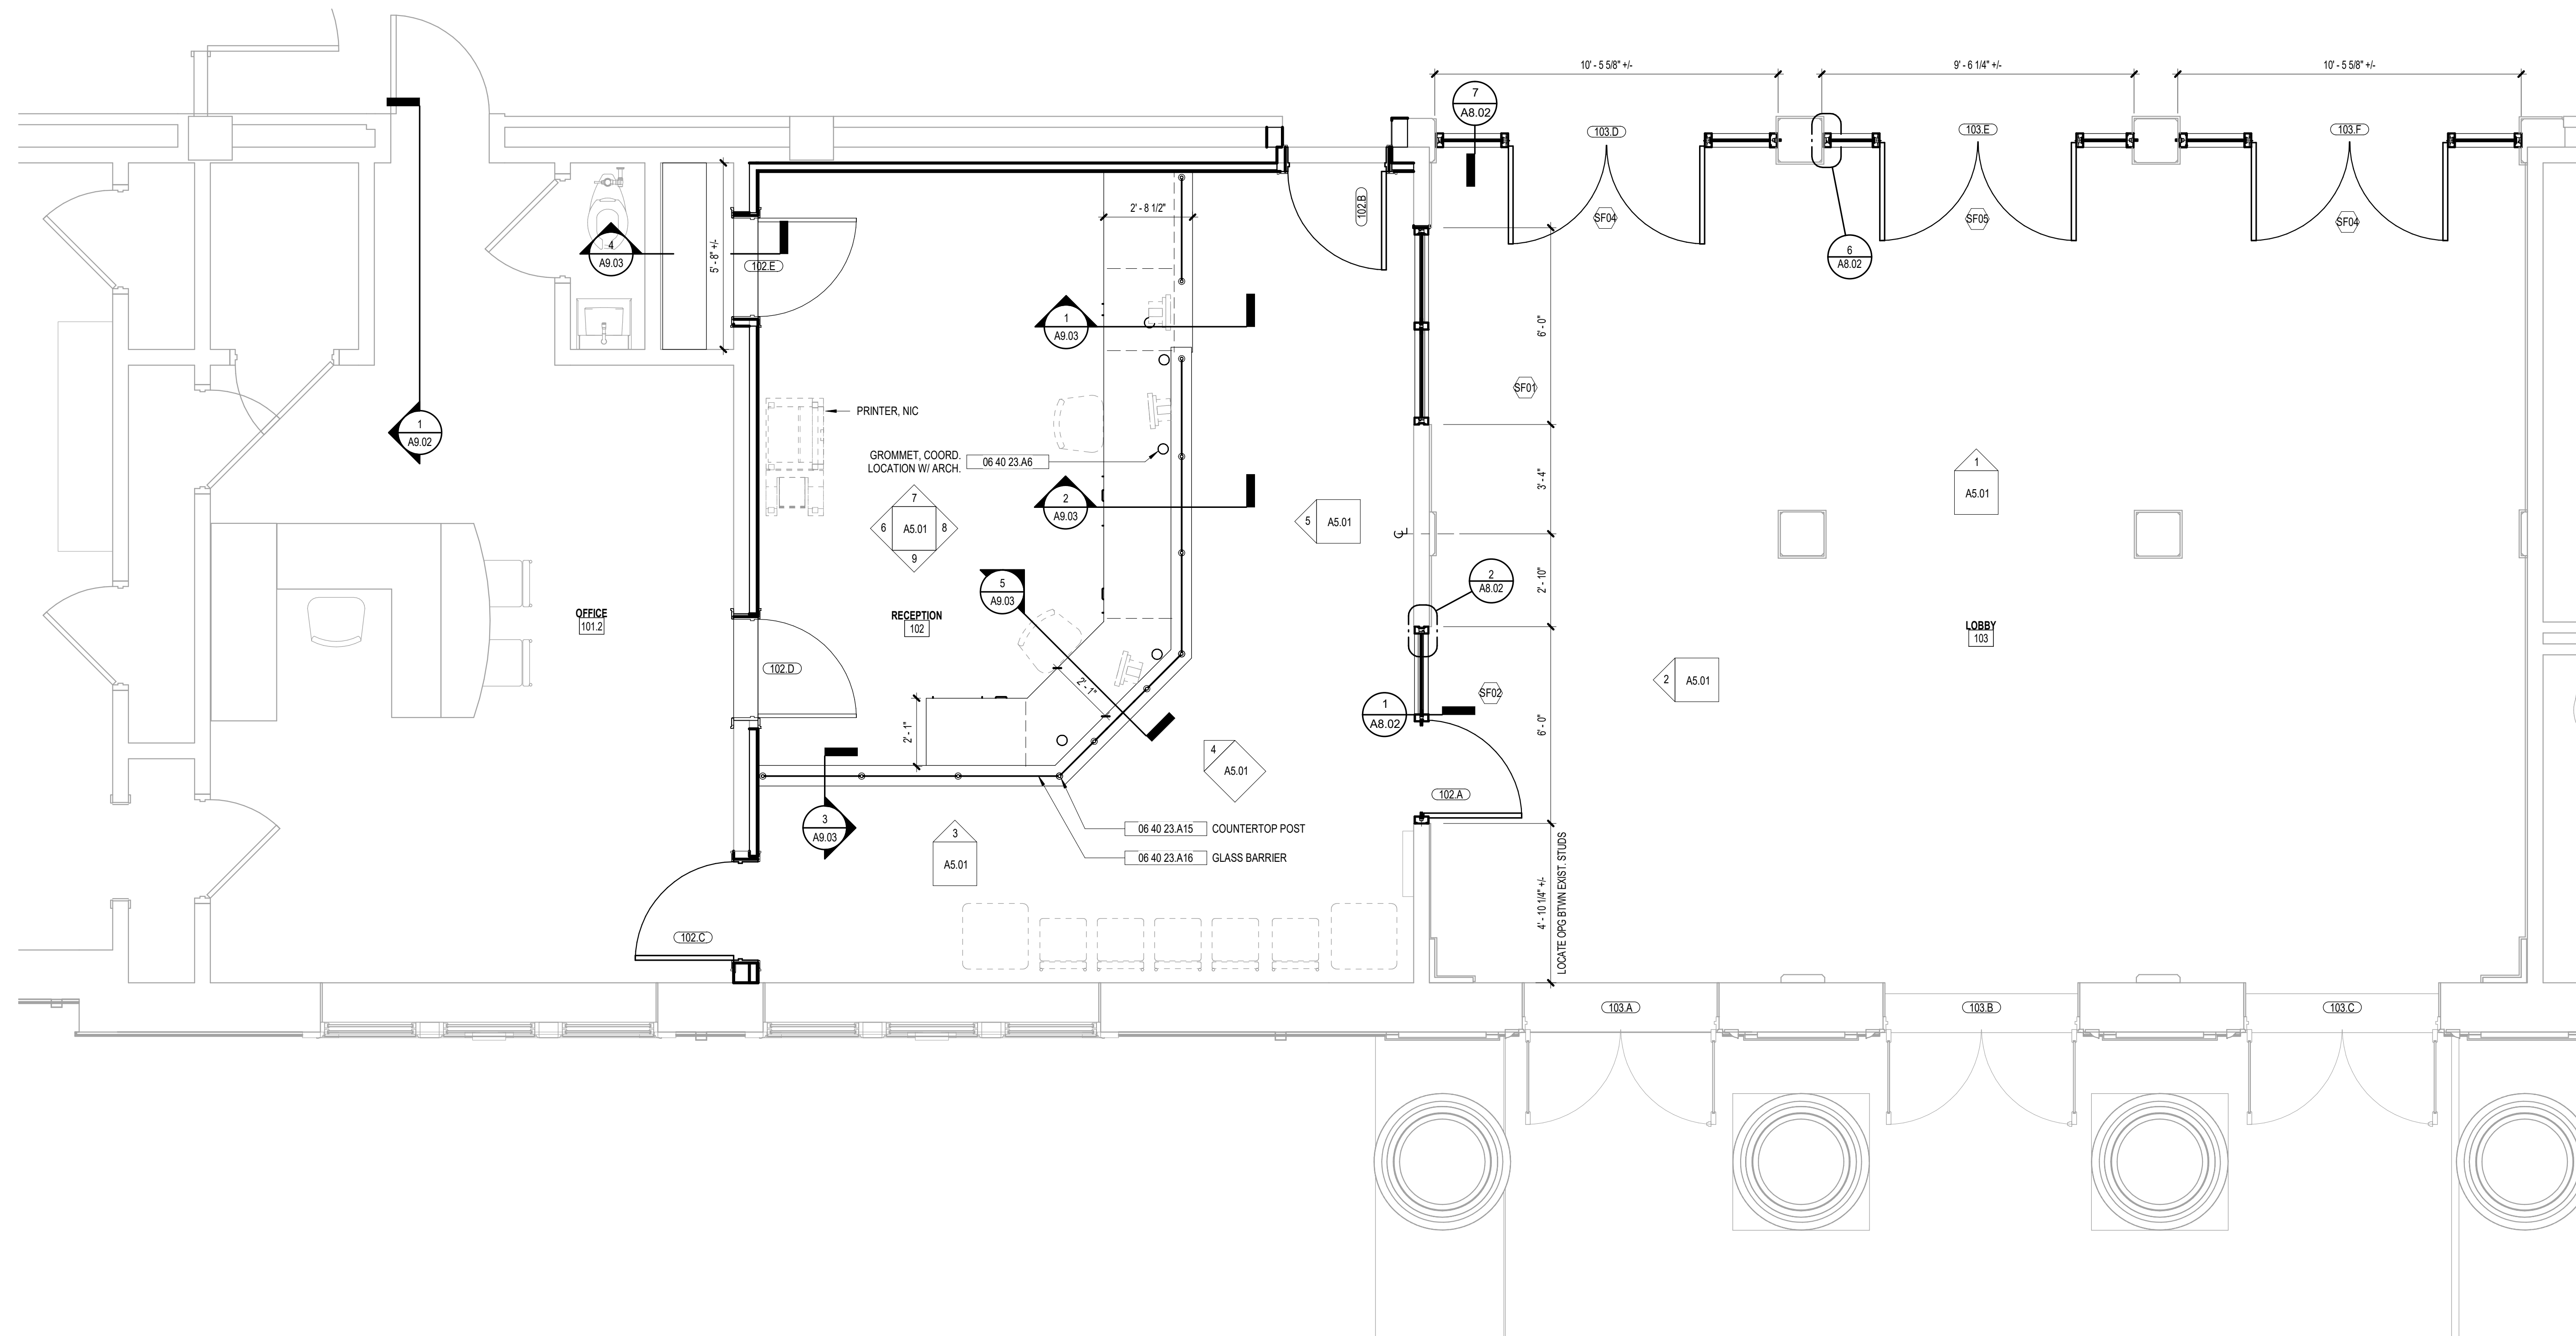 10' - 5 5/8" +/-
9' - 6 1/4" +/-
10' - 5 5/8" +/-
7
A8.02
103.D
103.E
103.F
2' - 8 1/2"
102.B
SF04
SF05
SF04
4
A9.03
5' - 8" +/-
102.E
6
A8.02
1
A9.03
CL
6' - 0"
SF01
PRINTER, NIC
1
A9.02
GROMMET, COORD.
LOCATION W/ ARCH.
06 40 23.A6
3' - 4"
1
A5.01
2
A9.03
7
6
A5.01
8
9
5
A5.01
CL
2' - 10"
5
A9.03
2
A8.02
OFFICE
101.2
RECEPTION
102
LOBBY
103
102.D
2' - 1"
2
A5.01
SF02
1
A8.02
2' - 1"
6' - 0"
4
A5.01
102.A
3
A9.03
06 40 23.A15
COUNTERTOP POST
06 40 23.A16
GLASS BARRIER
3
A5.01
4' - 10 1/4" +/-
LOCATE OPG BTWN EXIST. STUDS
102.C
103.A
103.B
103.C